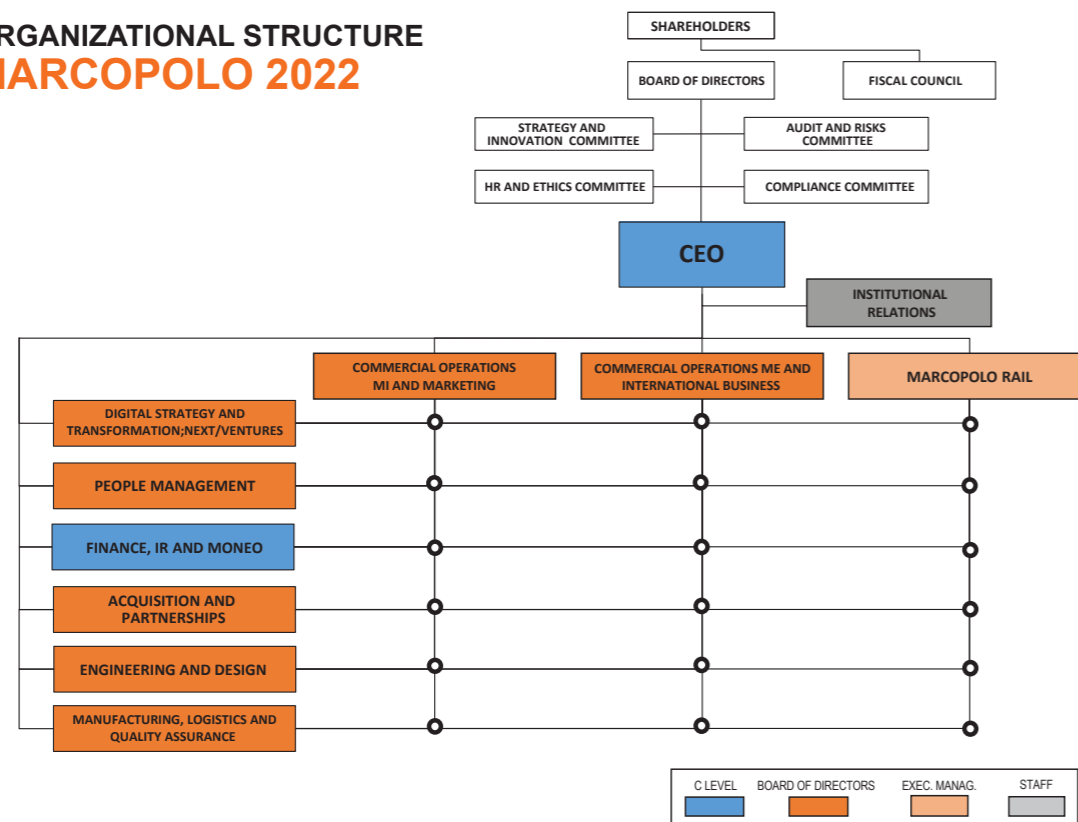 RGANIZATIONAL STRUCTURE
MARCOPOLO 2022
SHAREHOLDERS
BOARD OF DIRECTORS
FISCAL COUNCIL
STRATEGY AND
INNOVATION COMMITTEE
AUDIT AND RISKS
COMMITTEE
HR AND ETHICS COMMITTEE
COMPLIANCE COMMITTEE
CEO
INSTITUTIONAL
RELATIONS
COMMERCIAL OPERATIONS
MI AND MARKETING
COMMERCIAL OPERATIONS ME AND
INTERNATIONAL BUSINESS
MARCOPOLO RAIL
DIGITAL STRATEGY AND
TRANSFORMATION;NEXT/VENTURES
PEOPLE MANAGEMENT
FINANCE, IR AND MONEO
ACQUISITION AND
PARTNERSHIPS
ENGINEERING AND DESIGN
MANUFACTURING, LOGISTICS AND
QUALITY ASSURANCE
C LEVEL
BOARD OF DIRECTORS
EXEC. MANAG.
STAFF